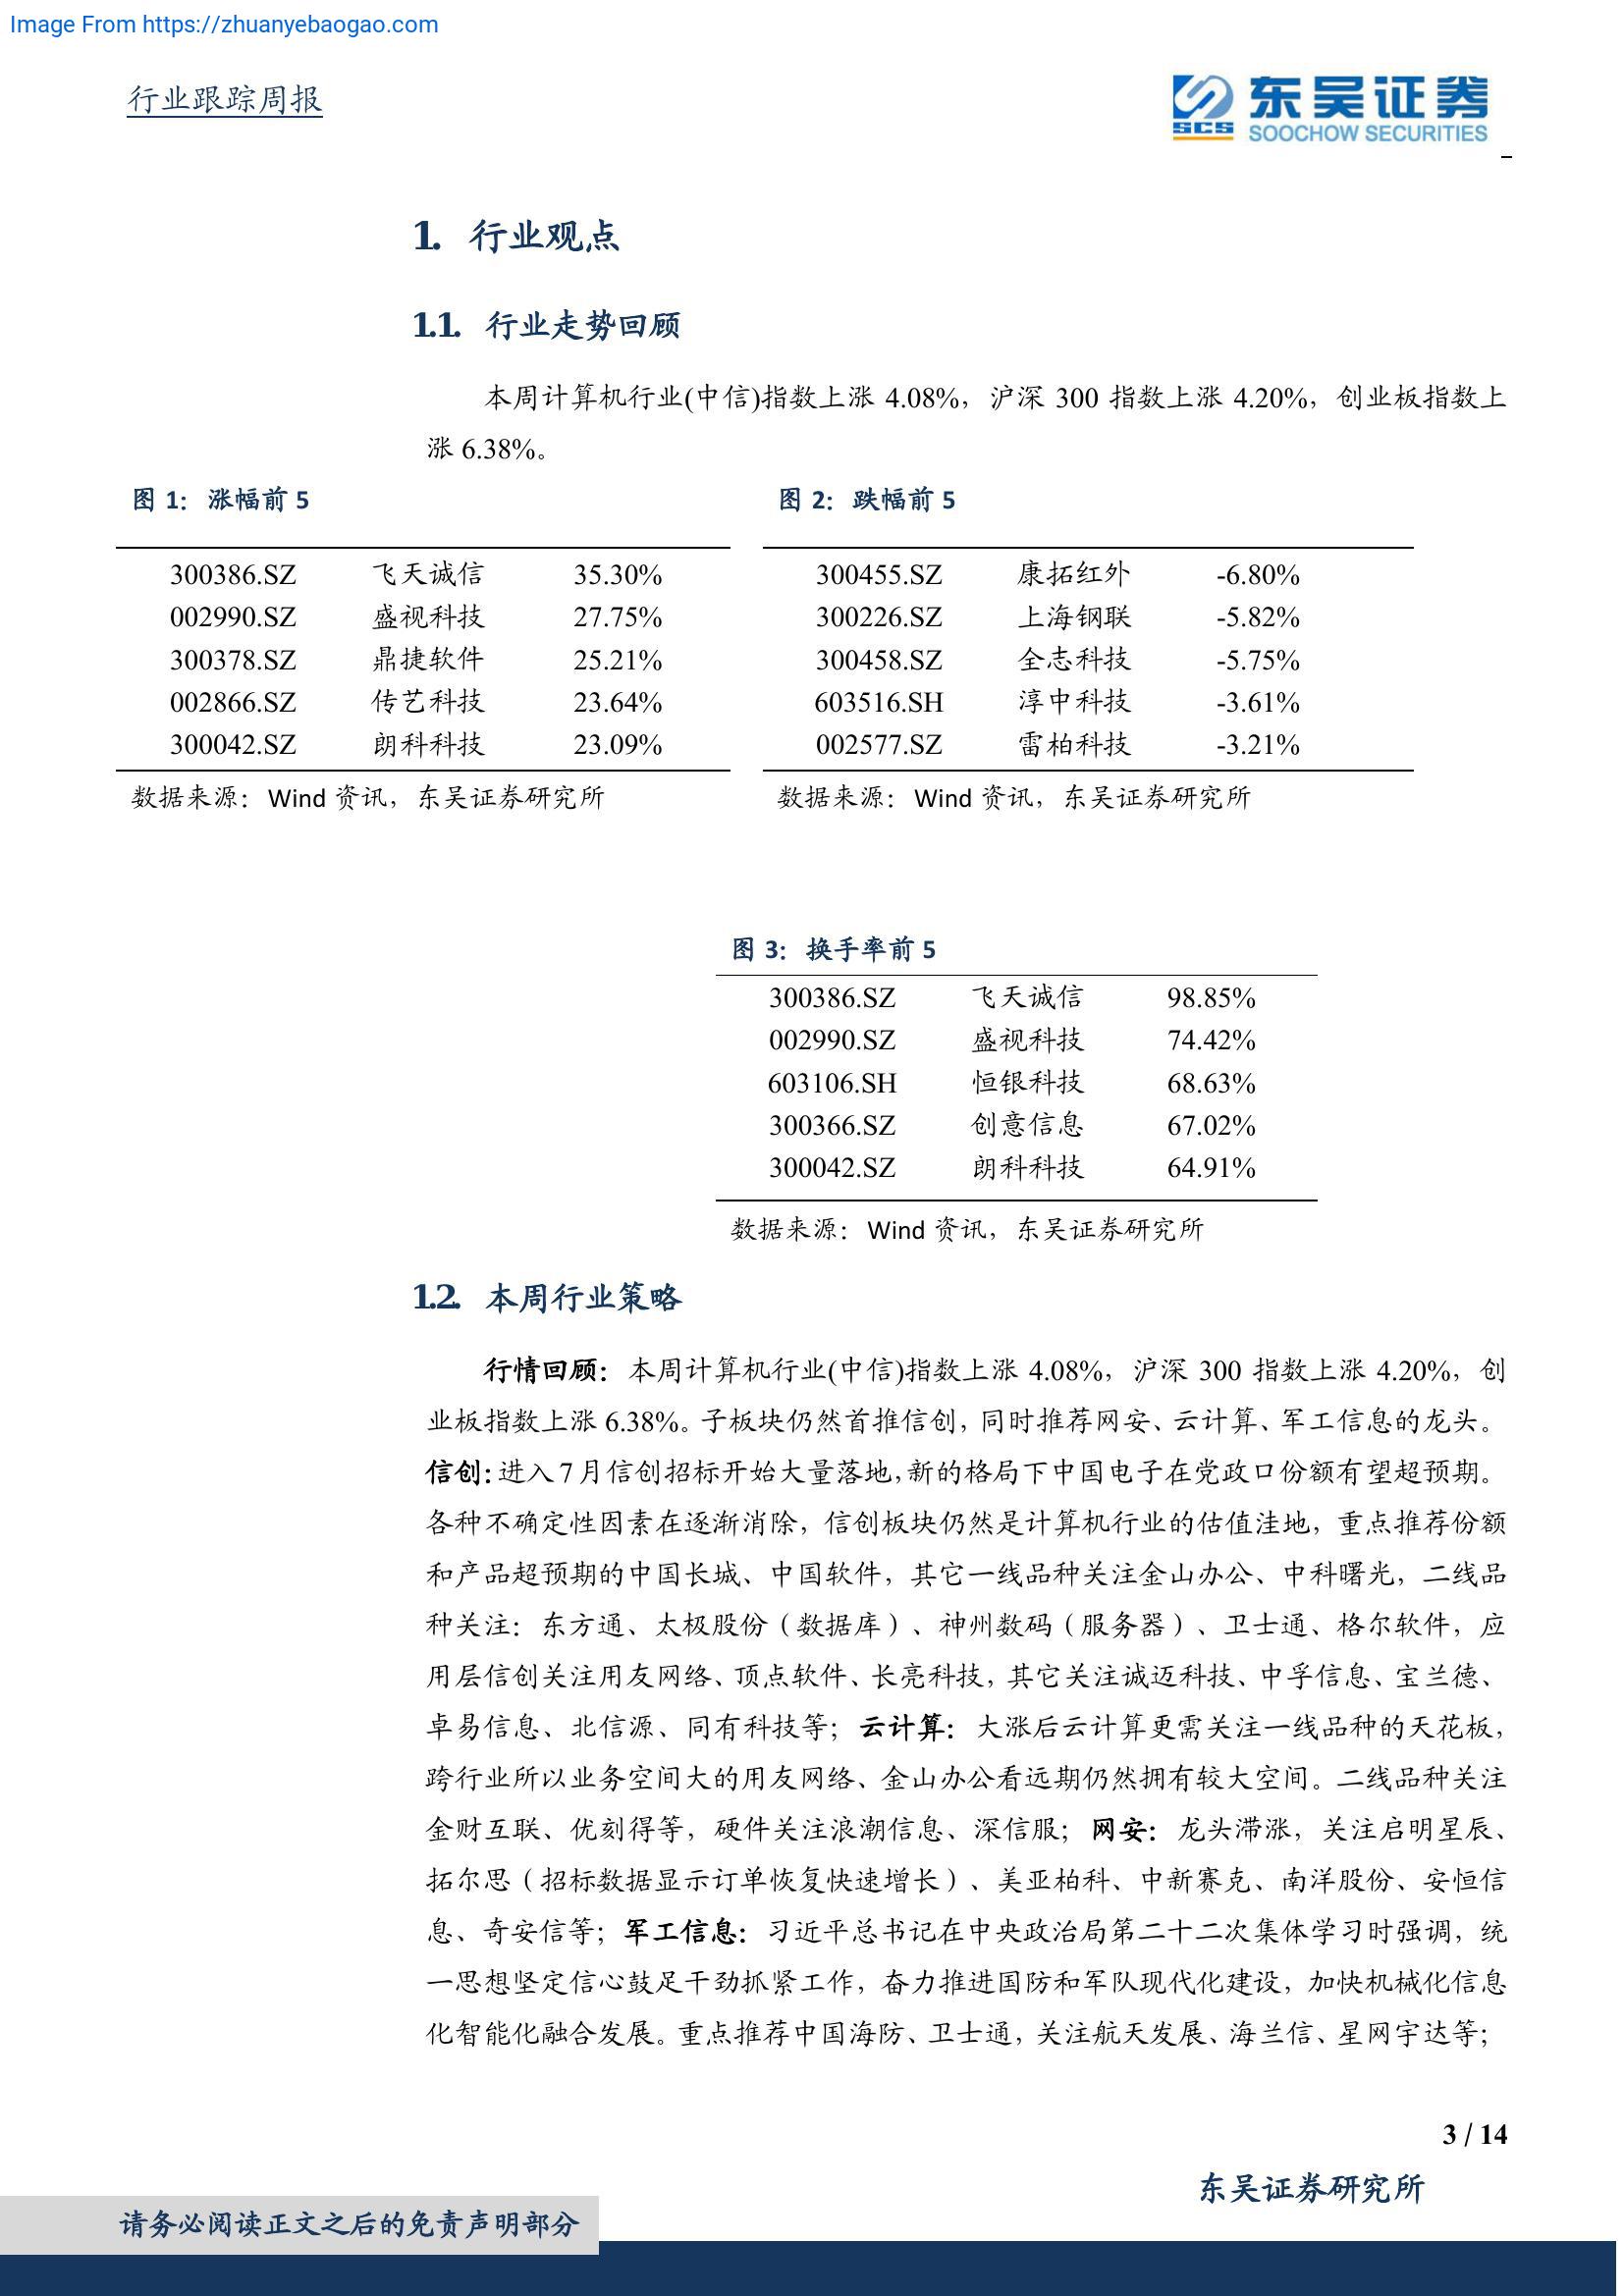 Image From https://zhuanyebaogao.com
行业跟踪周报
东吴证券
SCS
SOOCHOW SECURITIES
1. 行业观点
1.1. 行业走势回顾
本周计算机行业(中信)指数上涨 4.08%，沪深 300 指数上涨 4.20%，创业板指数上
涨 6.38%。
图 1：涨幅前 5
300386.SZ 飞天诚信 35.30%
002990.SZ 盛视科技 27.75%
300378.SZ 鼎捷软件 25.21%
002866.SZ 传艺科技 23.64%
300042.SZ 朗科科技 23.09%
数据来源：Wind 资讯，东吴证券研究所
图 2：跌幅前 5
300455.SZ 康拓红外 -6.80%
300226.SZ 上海钢联 -5.82%
300458.SZ 全志科技 -5.75%
603516.SH 淳中科技 -3.61%
002577.SZ 雷柏科技 -3.21%
数据来源：Wind 资讯，东吴证券研究所
图 3：换手率前 5
300386.SZ 飞天诚信 98.85%
002990.SZ 盛视科技 74.42%
603106.SH 恒银科技 68.63%
300366.SZ 创意信息 67.02%
300042.SZ 朗科科技 64.91%
数据来源：Wind 资讯，东吴证券研究所
1.2. 本周行业策略
行情回顾：本周计算机行业(中信)指数上涨 4.08%，沪深 300 指数上涨 4.20%，创
业板指数上涨 6.38%。子板块仍然首推信创，同时推荐网安、云计算、军工信息的龙头。
信创：进入 7 月信创招标开始大量落地，新的格局下中国电子在党政口份额有望超预期。
各种不确定性因素在逐渐消除，信创板块仍然是计算机行业的估值洼地，重点推荐份额
和产品超预期的中国长城、中国软件，其它一线品种关注金山办公、中科曙光，二线品
种关注：东方通、太极股份（数据库）、神州数码（服务器）、卫士通、格尔软件，应
用层信创关注用友网络、顶点软件、长亮科技，其它关注诚迈科技、中孚信息、宝兰德、
卓易信息、北信源、同有科技等；云计算：大涨后云计算更需关注一线品种的天花板，
跨行业所以业务空间大的用友网络、金山办公看远期仍然拥有较大空间。二线品种关注
金财互联、优刻得等，硬件关注浪潮信息、深信服；网安：龙头滞涨，关注启明星辰、
拓尔思（招标数据显示订单恢复快速增长）、美亚柏科、中新赛克、南洋股份、安恒信
息、奇安信等；军工信息：习近平总书记在中央政治局第二十二次集体学习时强调，统
一思想坚定信心鼓足干劲抓紧工作，奋力推进国防和军队现代化建设，加快机械化信息
化智能化融合发展。重点推荐中国海防、卫士通，关注航天发展、海兰信、星网宇达等；
3 / 14
东吴证券研究所
请务必阅读正文之后的免责声明部分